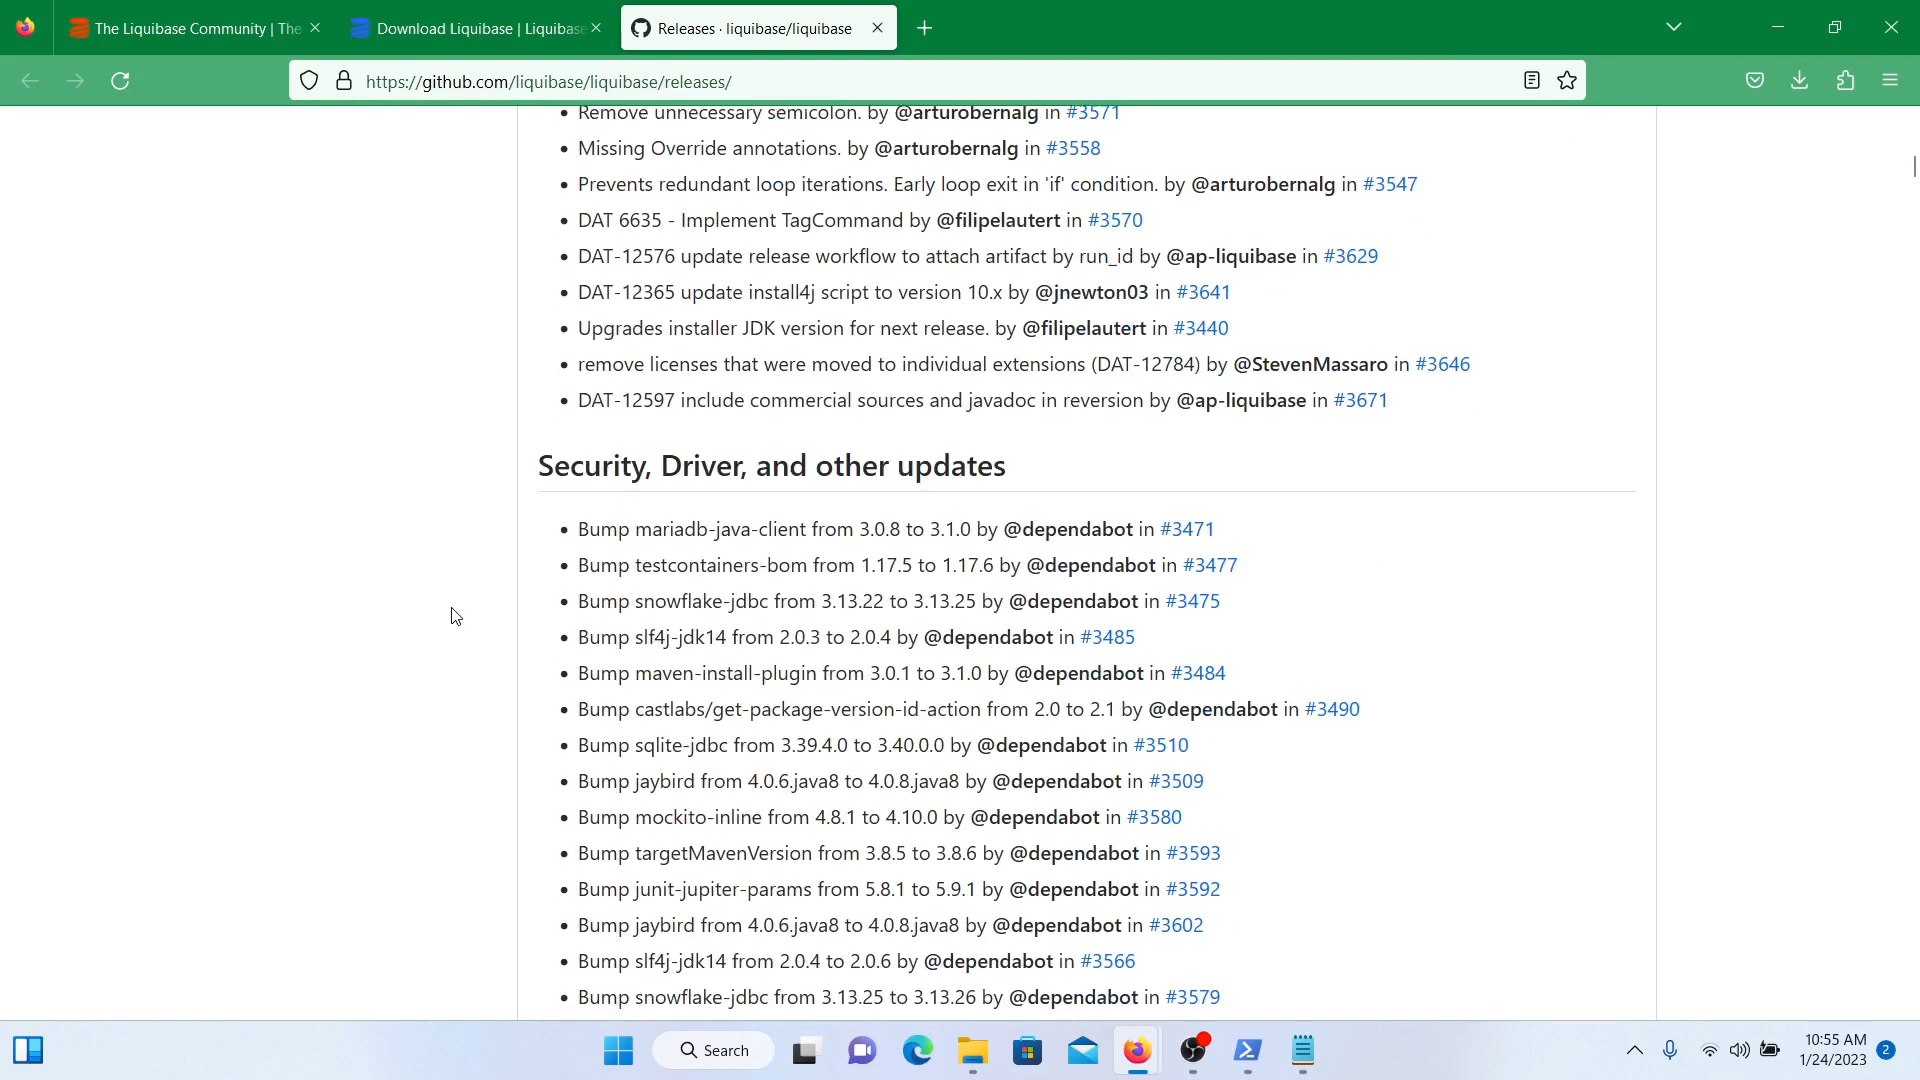 The Liquibase Community | The
Download Liquibase | Liquibase
Releases · liquibase/liquibase
https://github.com/liquibase/liquibase/releases/
Remove unnecessary semicolon. by @arturobernalg in #3571
Missing Override annotations. by @arturobernalg in #3558
Prevents redundant loop iterations. Early loop exit in 'if' condition. by @arturobernalg in #3547
DAT 6635 - Implement TagCommand by @filipelautert in #3570
DAT-12576 update release workflow to attach artifact by run_id by @ap-liquibase in #3629
DAT-12365 update install4j script to version 10.x by @jnewton03 in #3641
Upgrades installer JDK version for next release. by @filipelautert in #3440
remove licenses that were moved to individual extensions (DAT-12784) by @StevenMassaro in #3646
DAT-12597 include commercial sources and javadoc in reversion by @ap-liquibase in #3671
Security, Driver, and other updates
Bump mariadb-java-client from 3.0.8 to 3.1.0 by @dependabot in #3471
Bump testcontainers-bom from 1.17.5 to 1.17.6 by @dependabot in #3477
Bump snowflake-jdbc from 3.13.22 to 3.13.25 by @dependabot in #3475
Bump slf4j-jdk14 from 2.0.3 to 2.0.4 by @dependabot in #3485
Bump maven-install-plugin from 3.0.1 to 3.1.0 by @dependabot in #3484
Bump castlabs/get-package-version-id-action from 2.0 to 2.1 by @dependabot in #3490
Bump sqlite-jdbc from 3.39.4.0 to 3.40.0.0 by @dependabot in #3510
Bump jaybird from 4.0.6.java8 to 4.0.8.java8 by @dependabot in #3509
Bump mockito-inline from 4.8.1 to 4.10.0 by @dependabot in #3580
Bump targetMavenVersion from 3.8.5 to 3.8.6 by @dependabot in #3593
Bump junit-jupiter-params from 5.8.1 to 5.9.1 by @dependabot in #3592
Bump jaybird from 4.0.6.java8 to 4.0.8.java8 by @dependabot in #3602
Bump slf4j-jdk14 from 2.0.4 to 2.0.6 by @dependabot in #3566
Bump snowflake-jdbc from 3.13.25 to 3.13.26 by @dependabot in #3579
Search
10:55 AM
1/24/2023
2